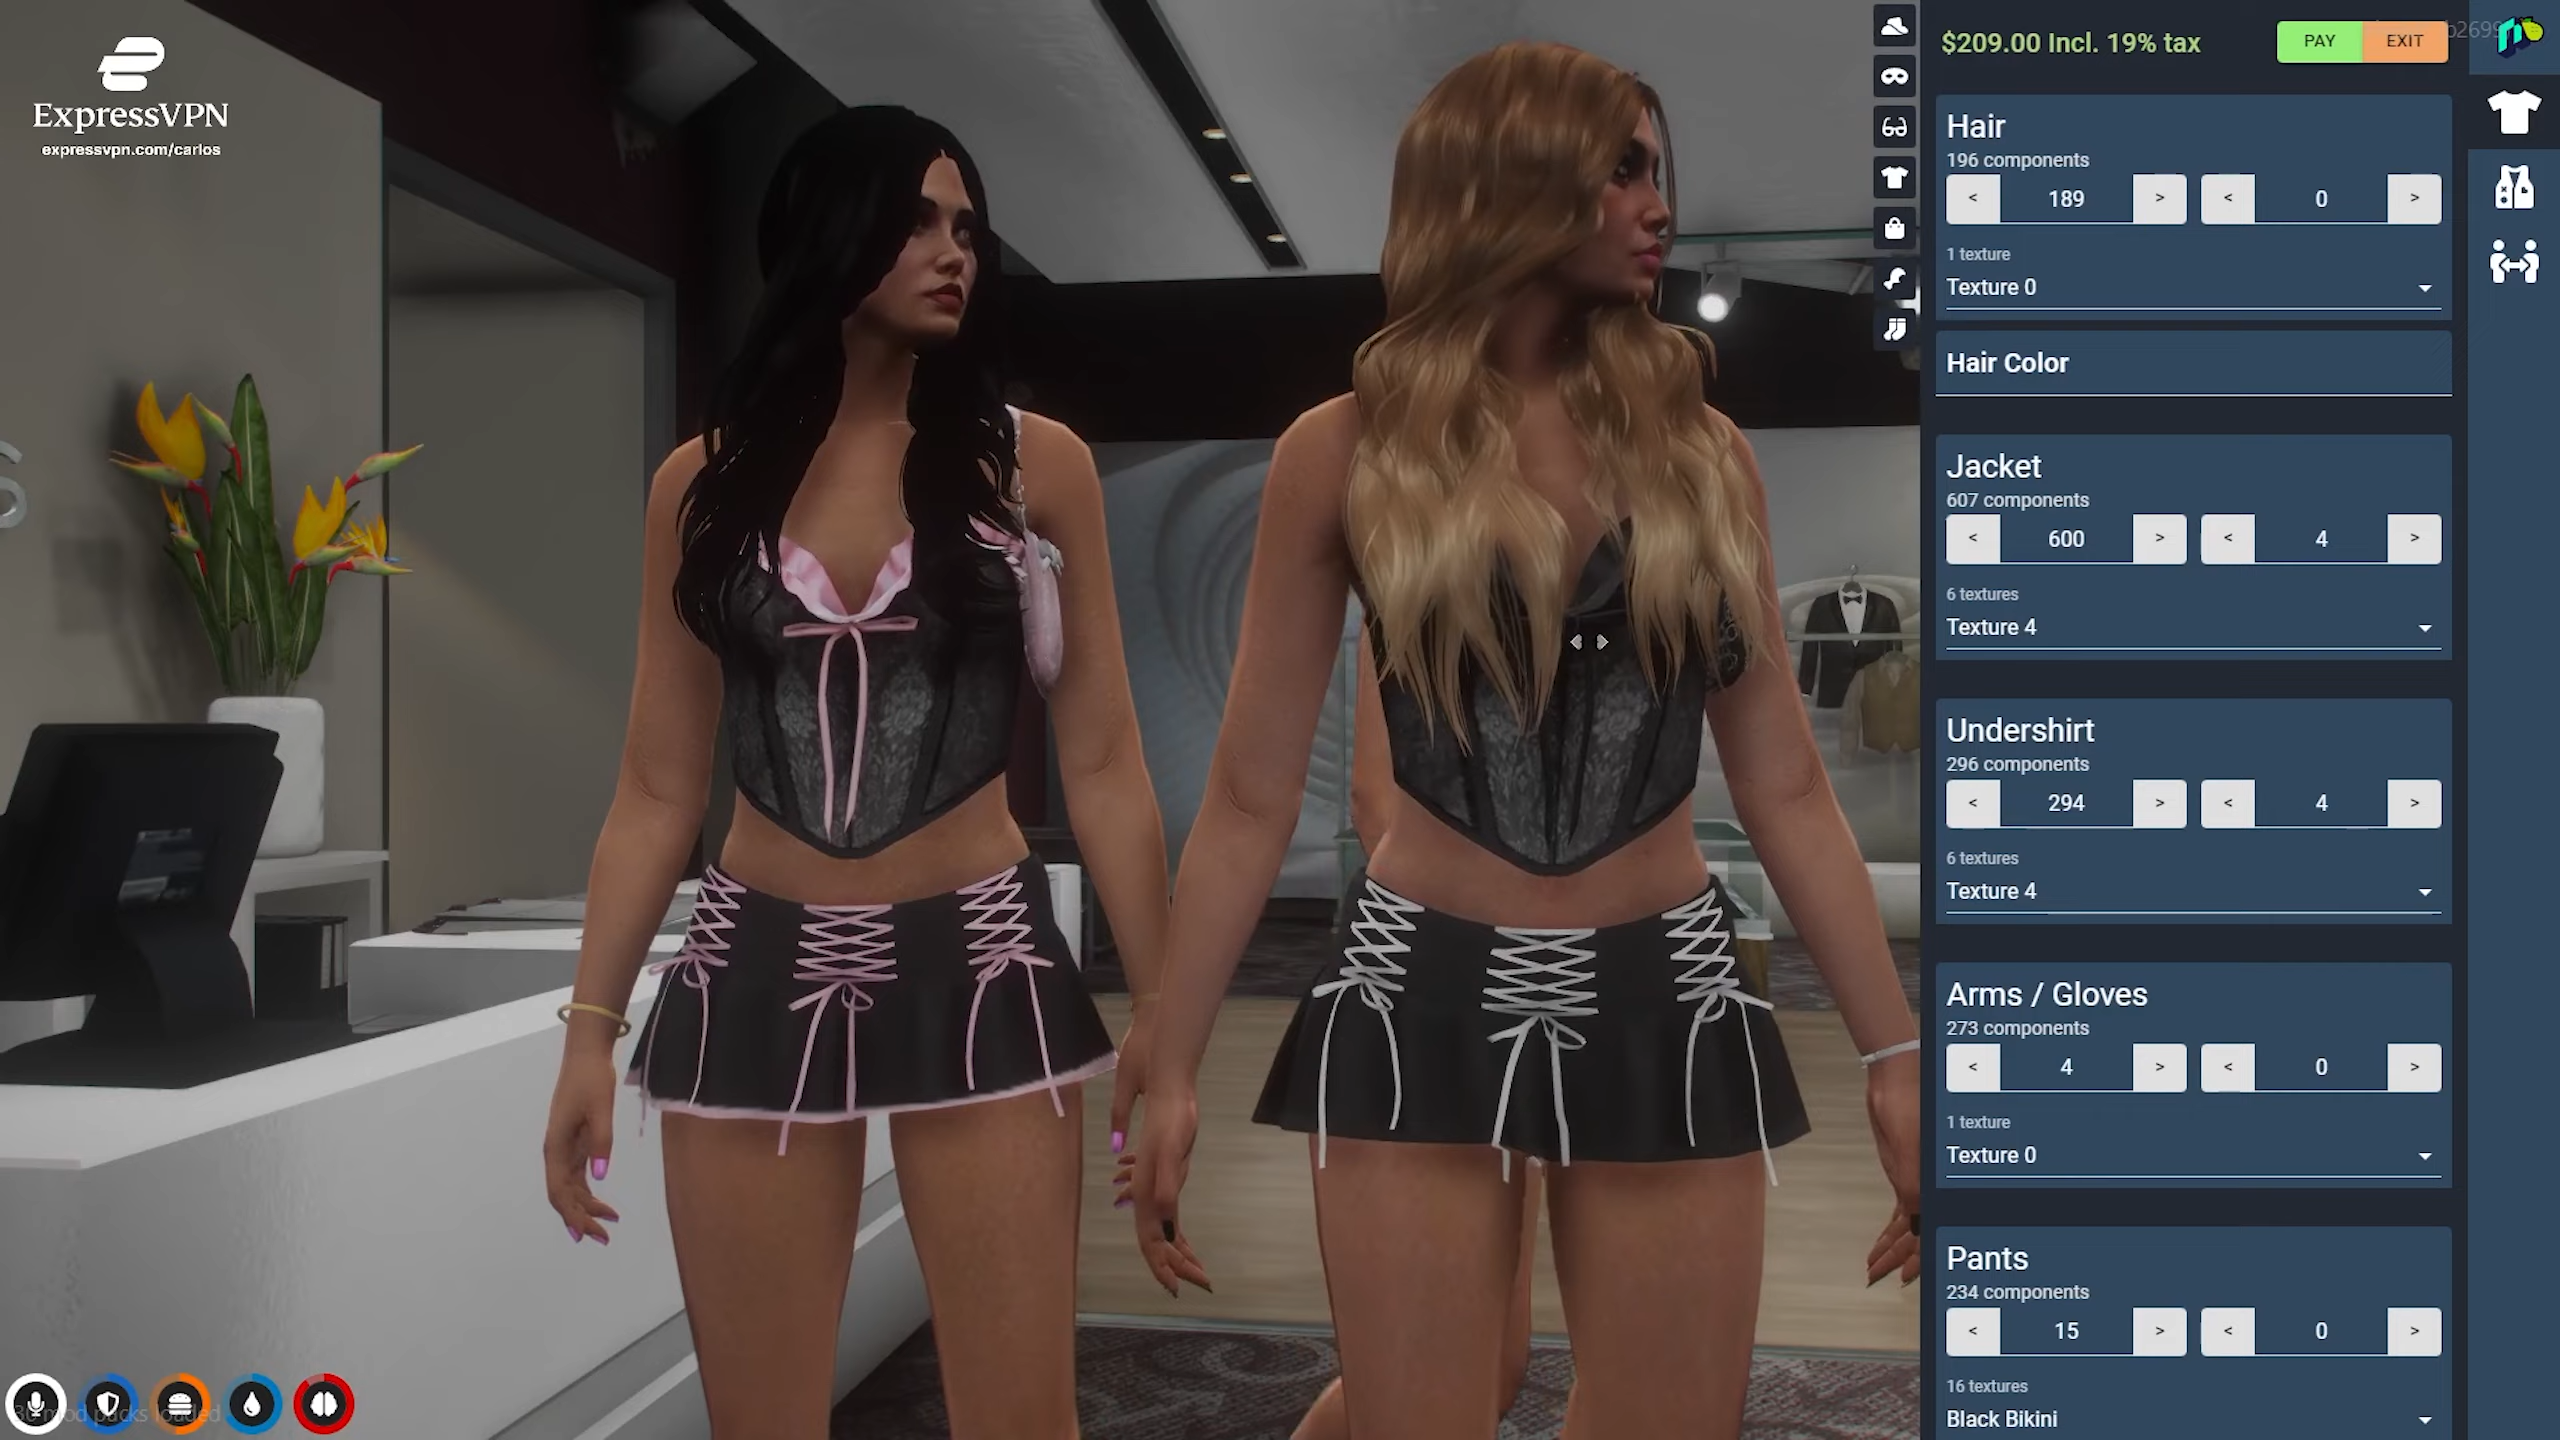 ExpressVPN
expressvpn.com/carlos
$209.00 Incl. 19% tax
PAY
EXIT
Hair
196 components
< 189 > < 0 >
1 texture
Texture 0
Hair Color
Jacket
607 components
< 600 > < 4 >
6 textures
Texture 4
Undershirt
296 components
< 294 > < 4 >
6 textures
Texture 4
Arms / Gloves
273 components
< 4 > < 0 >
1 texture
Texture 0
Pants
234 components
< 15 > < 0 >
16 textures
Black Bikini
mod packs loaded